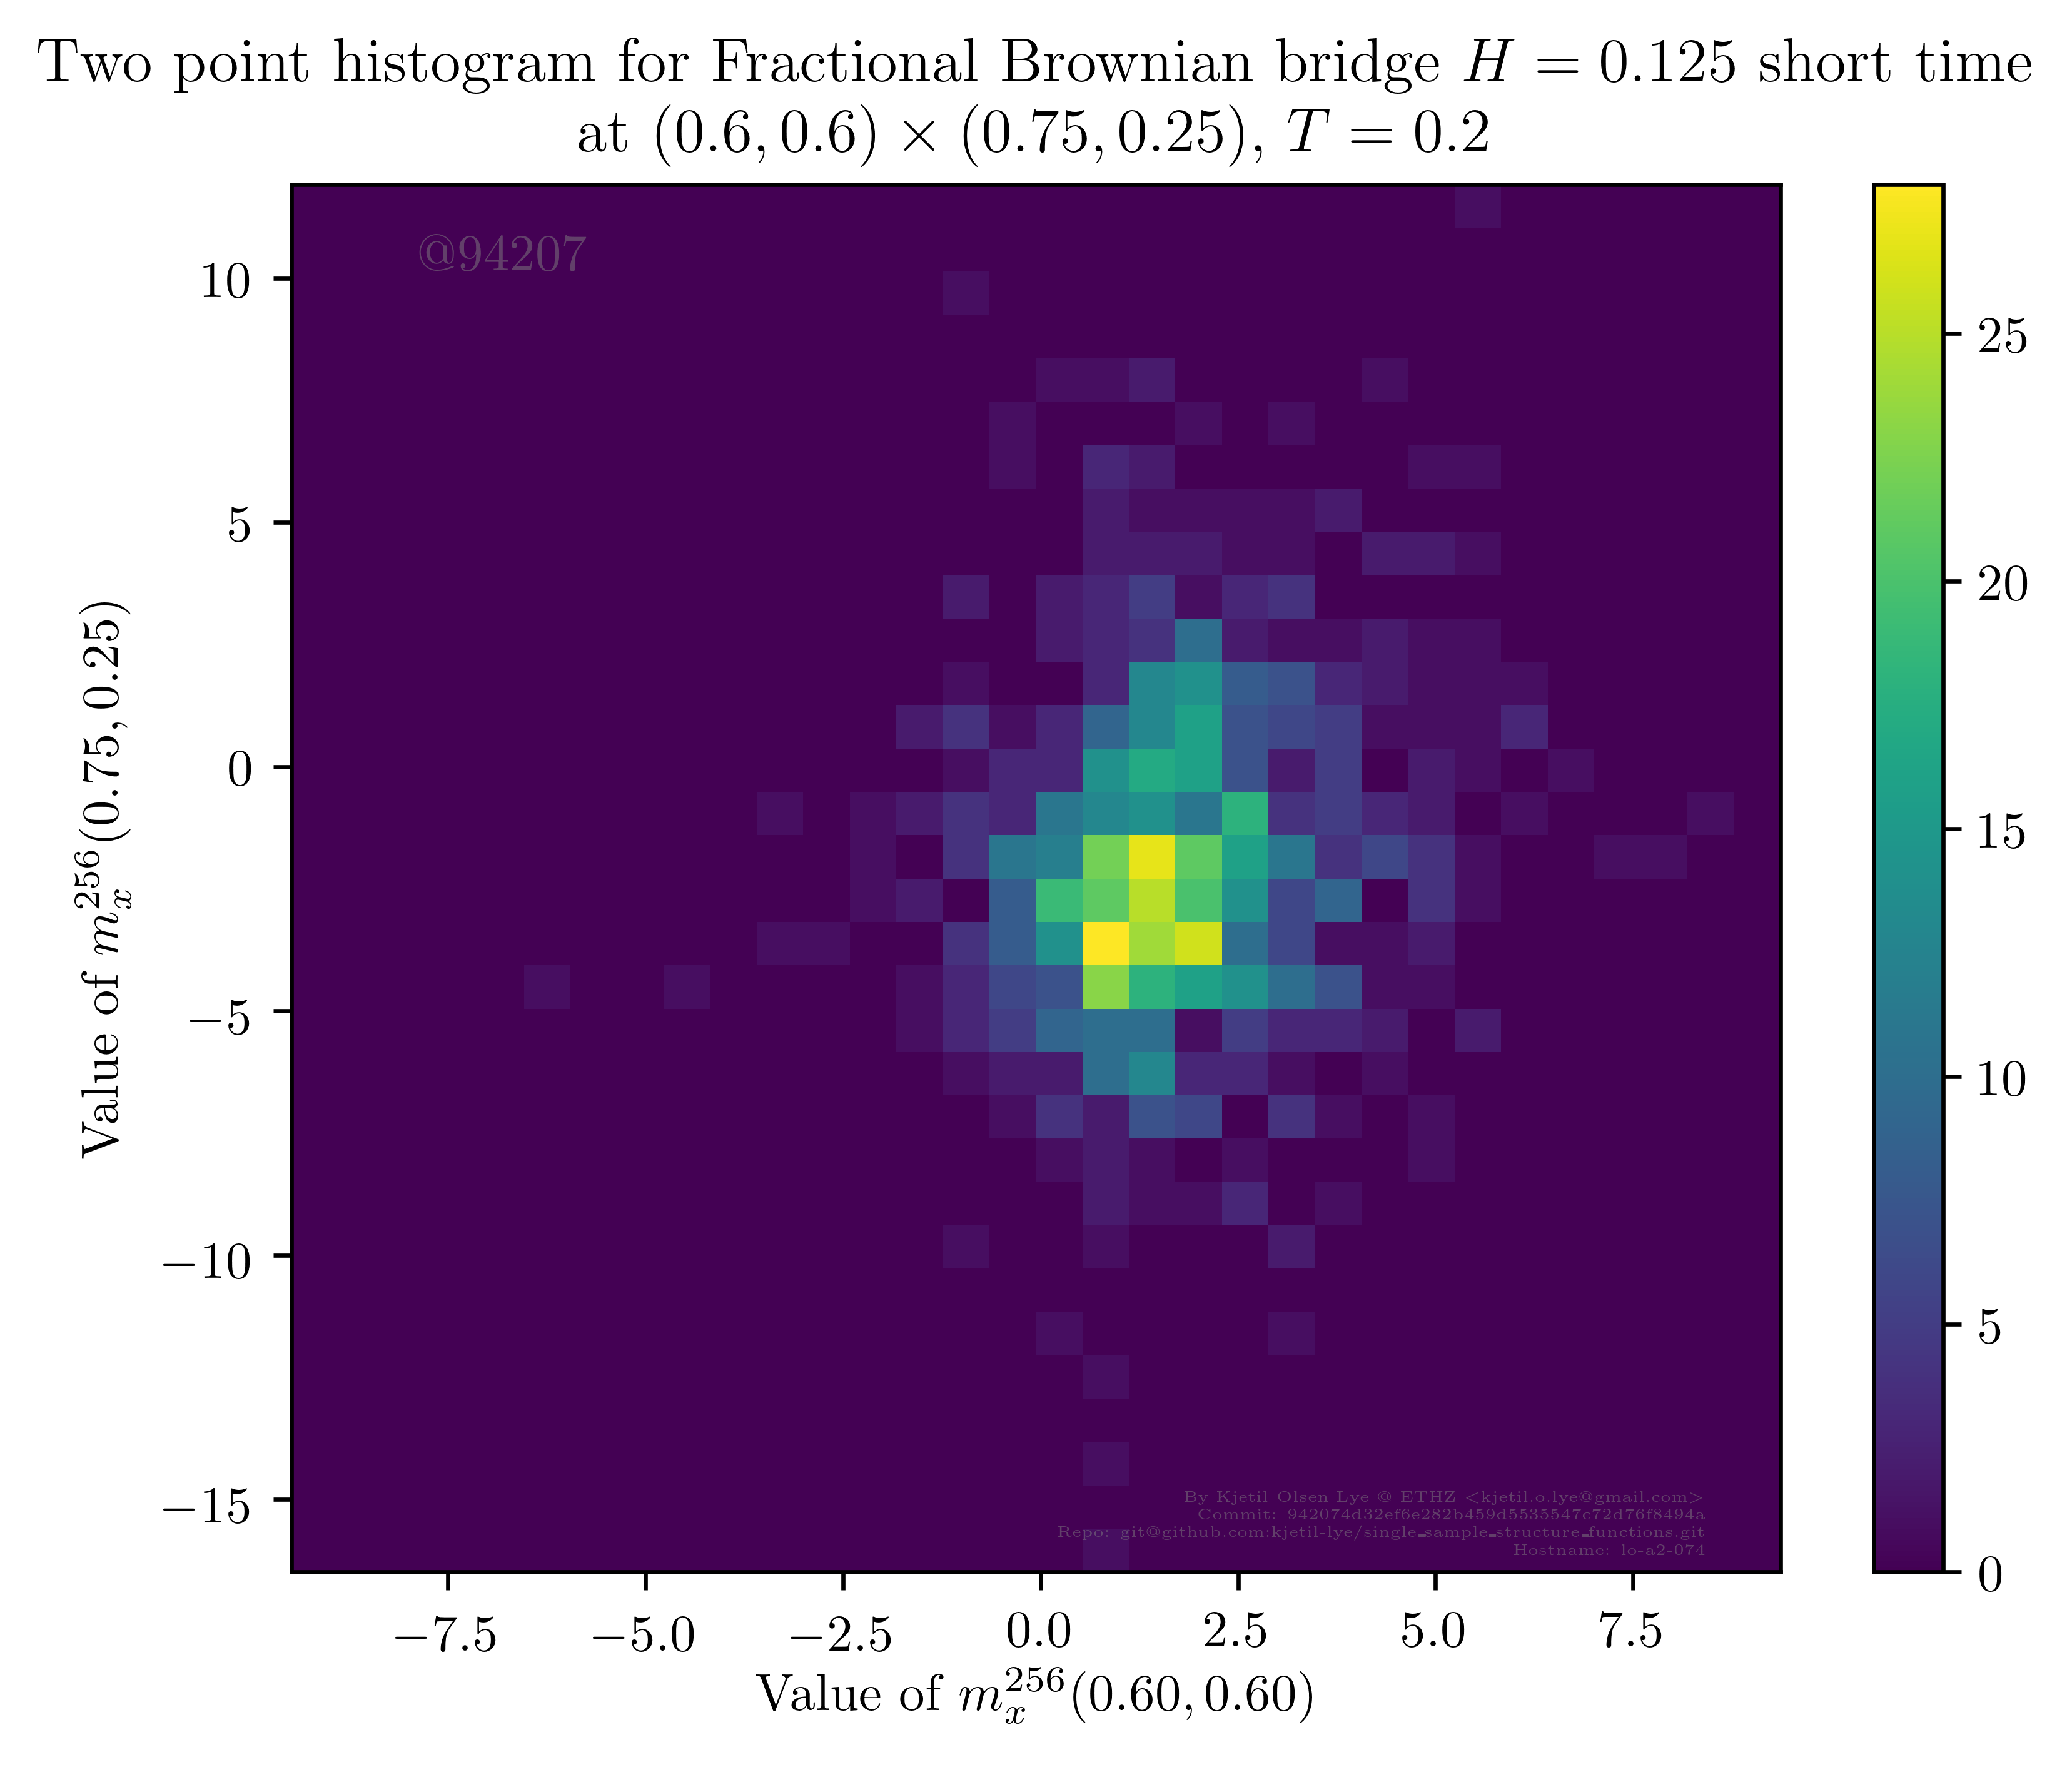 Two point histogram for Fractional Brownian bridge H = 0.125 short time
at (0.6, 0.6) × (0.75, 0.25), T = 0.2
@94207
10
5
0
−5
−10
−15
Value of m_x^256(0.75, 0.25)
−7.5 −5.0 −2.5 0.0 2.5 5.0 7.5
Value of m_x^256(0.60, 0.60)
25
20
15
10
5
0
By Kjetil Olsen Lye @ ETHZ <kjetil.o.lye@gmail.com>
Commit: 942074d32ef6e282b459d5535547c72d76f8494a
Repo: git@github.com:kjetil-lye/single_sample_structure_functions.git
Hostname: lo-a2-074